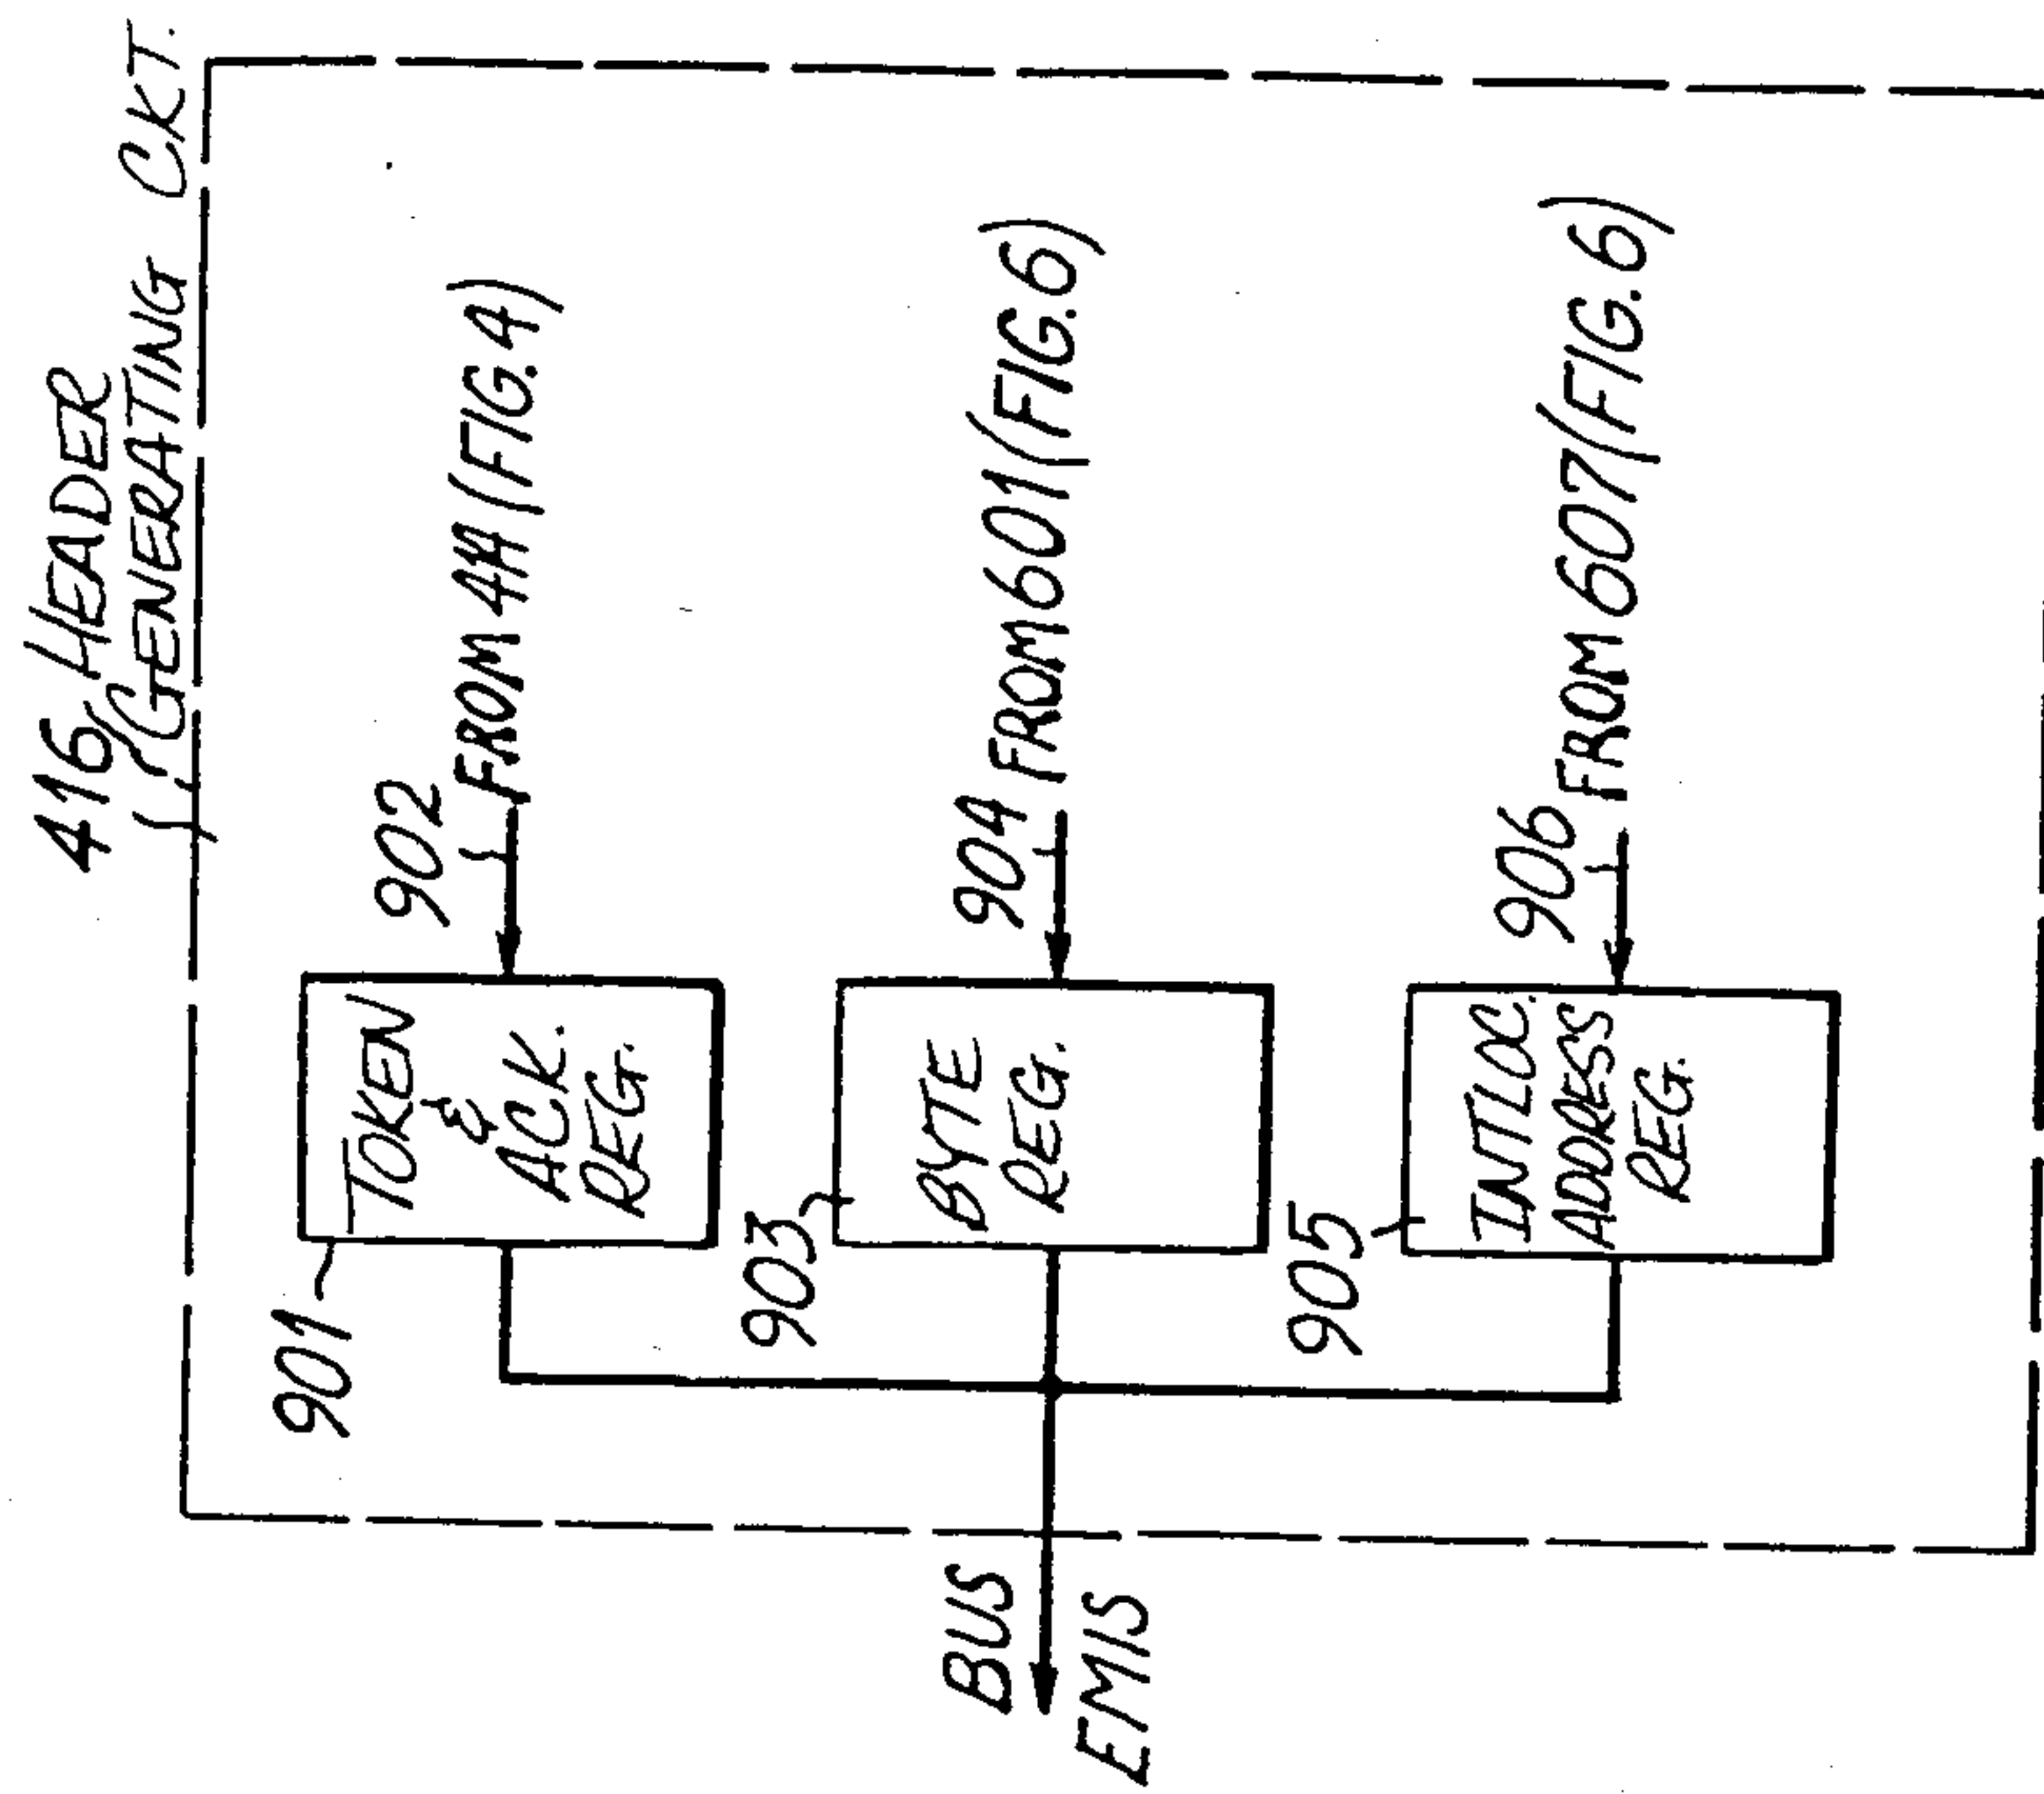 416 HEADER
GENERATING CKT.
902
FROM 414 (FIG. 4)
TOKEN
&
ACK.
REG.
901
904
FROM 601 (FIG. 6)
BYTE
REG.
903
906
FROM 607 (FIG. 6)
INTLOC.
ADDRESS
REG.
905
BUS
EMIS